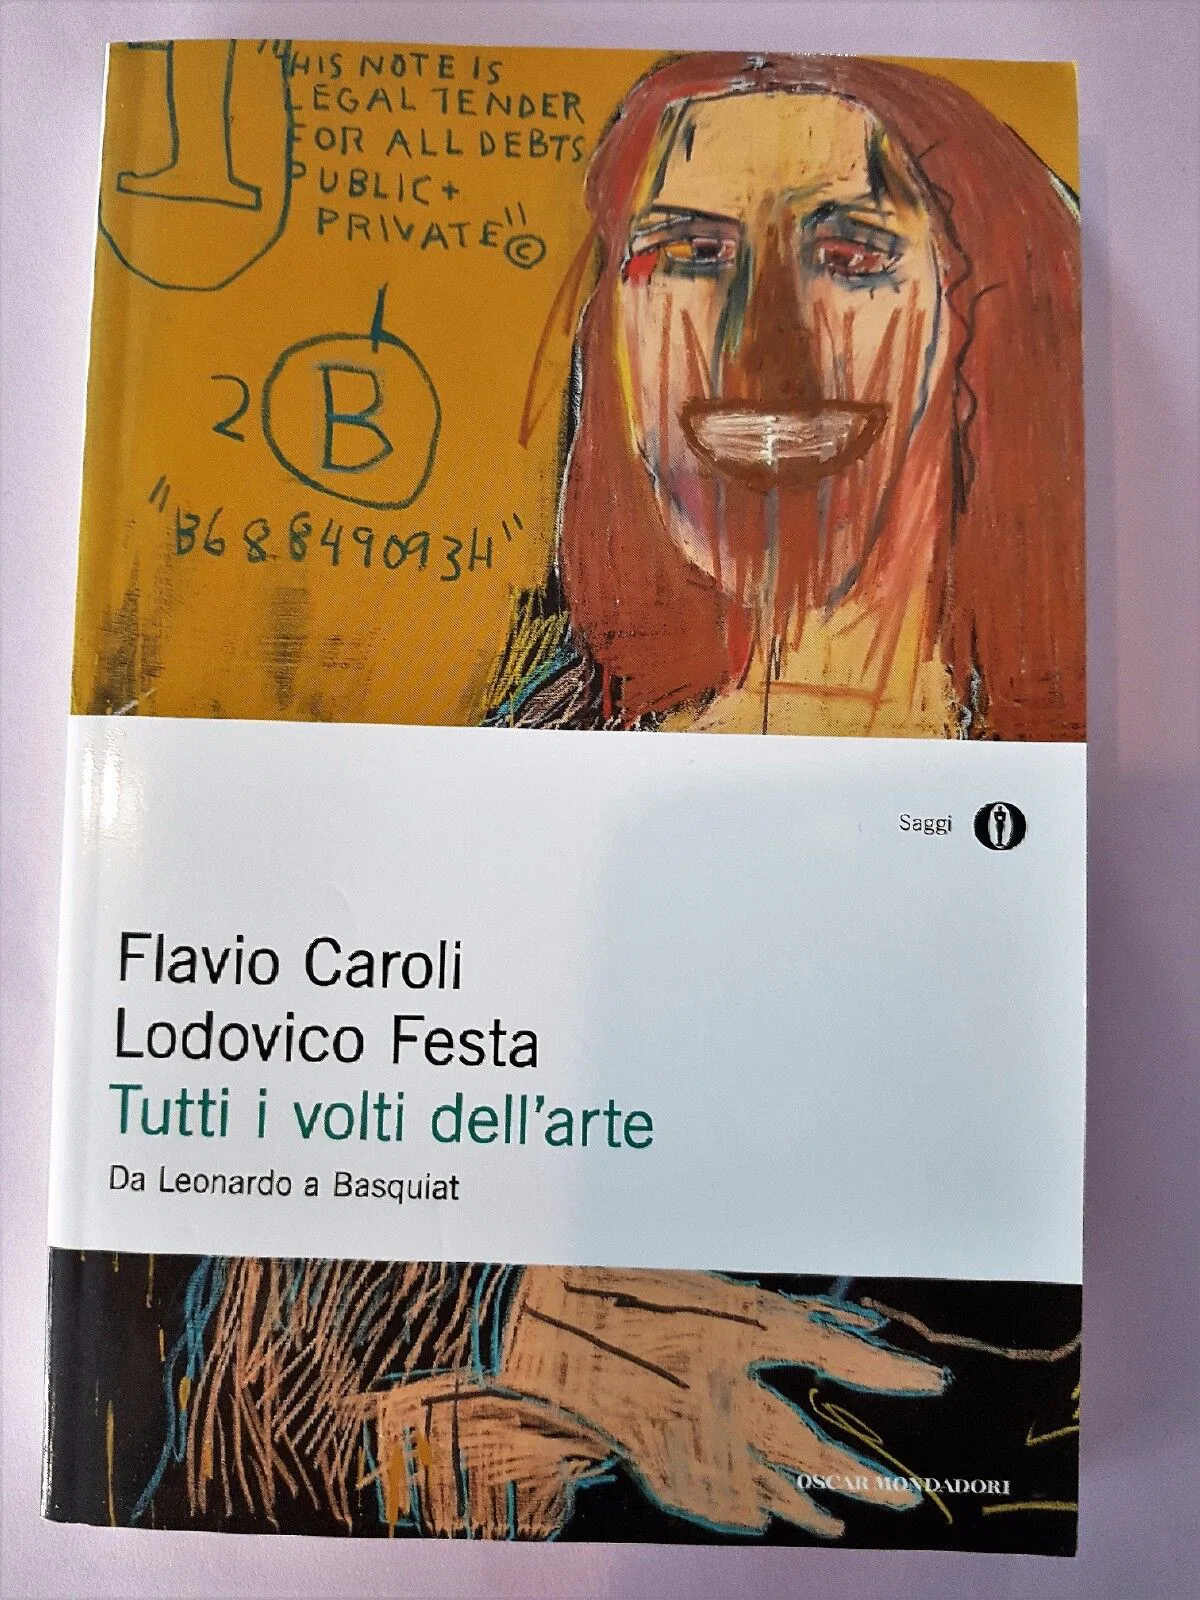 1
"THIS NOTE IS
LEGAL TENDER
FOR ALL DEBTS
PUBLIC +
PRIVATE" ©
2 B
"B68849093H"
Saggi
Flavio Caroli
Lodovico Festa
Tutti i volti dell'arte
Da Leonardo a Basquiat
OSCAR MONDADORI